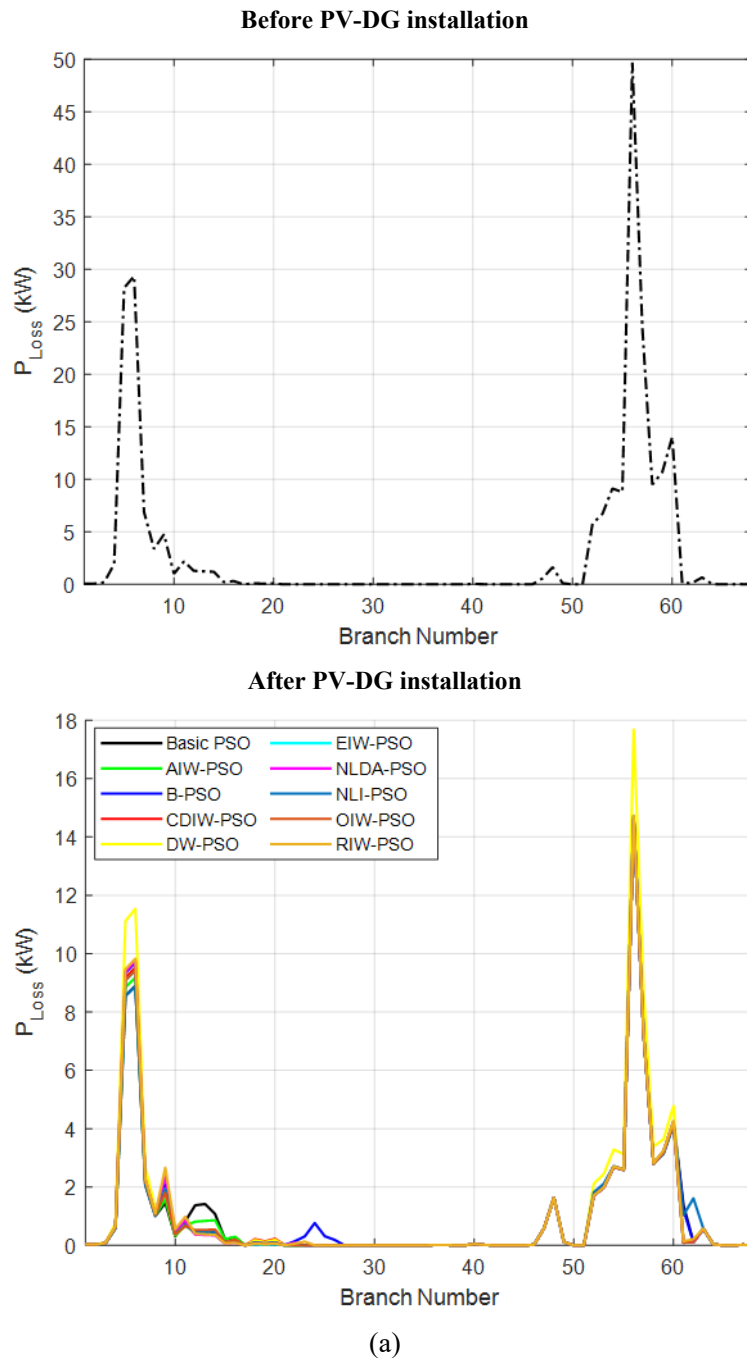 Before PV-DG installation
50
45
40
35
30
25
20
15
10
5
0
P_Loss (kW)
10 20 30 40 50 60
Branch Number
After PV-DG installation
18
16
14
12
10
8
6
4
2
0
P_Loss (kW)
Basic PSO EIW-PSO
AIW-PSO NLDA-PSO
B-PSO NLI-PSO
CDIW-PSO OIW-PSO
DW-PSO RIW-PSO
10 20 30 40 50 60
Branch Number
(a)